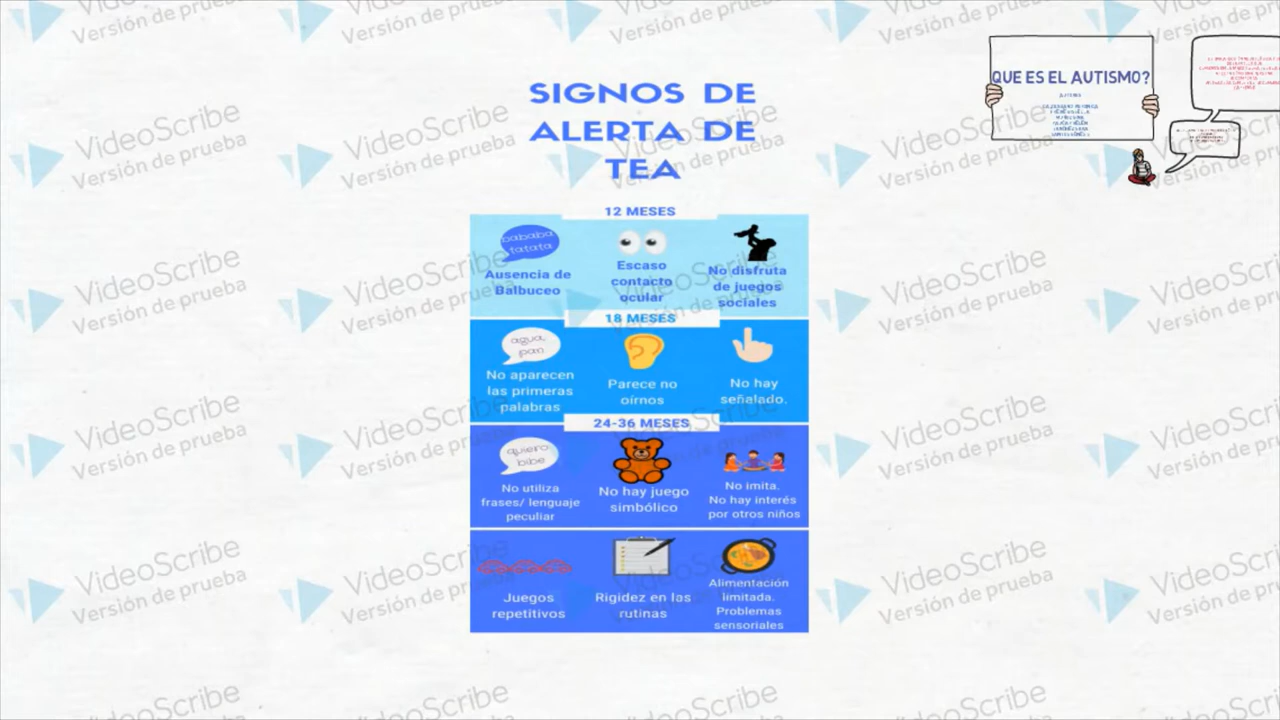 SIGNOS DE
ALERTA DE
TEA
12 MESES
bababa
tatata
Ausencia de
Balbuceo
Escaso
contacto
ocular
No disfruta
de juegos
sociales
18 MESES
agua,
pan
No aparecen
las primeras
palabras
Parece no
oírnos
No hay
señalado.
24-36 MESES
quiero
bibe
No utiliza
frases/ lenguaje
peculiar
No hay juego
simbólico
No imita.
No hay interés
por otros niños
Juegos
repetitivos
Rigidez en las
rutinas
Alimentación
limitada.
Problemas
sensoriales
QUE ES EL AUTISMO?
VideoScribe
Versión de prueba